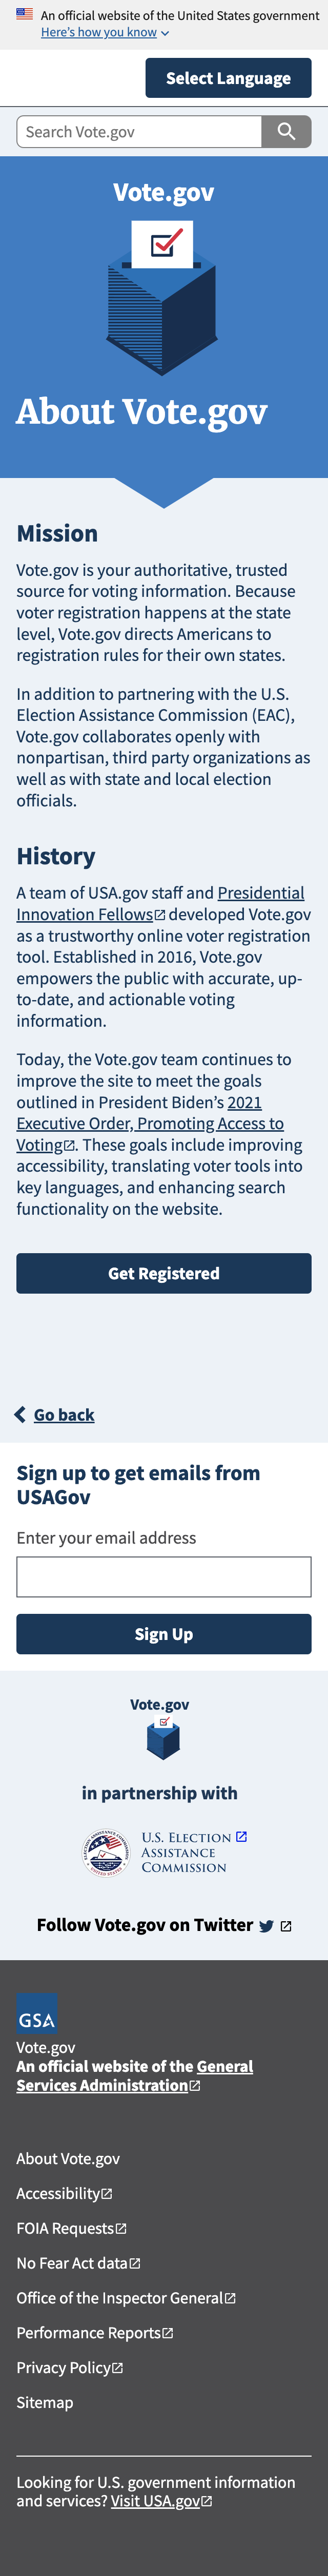 An official website of the United States government
Here's how you know
Select Language
Search Vote.gov
Vote.gov
About Vote.gov
Mission
Vote.gov is your authoritative, trusted
source for voting information. Because
voter registration happens at the state
level, Vote.gov directs Americans to
registration rules for their own states.
In addition to partnering with the U.S.
Election Assistance Commission (EAC),
Vote.gov collaborates openly with
nonpartisan, third party organizations as
well as with state and local election
officials.
History
A team of USA.gov staff and Presidential
Innovation Fellows developed Vote.gov
as a trustworthy online voter registration
tool. Established in 2016, Vote.gov
empowers the public with accurate, up-
to-date, and actionable voting
information.
Today, the Vote.gov team continues to
improve the site to meet the goals
outlined in President Biden's 2021
Executive Order, Promoting Access to
Voting. These goals include improving
accessibility, translating voter tools into
key languages, and enhancing search
functionality on the website.
Get Registered
Go back
Sign up to get emails from
USAGov
Enter your email address
Sign Up
Vote.gov
in partnership with
U.S. ELECTION
ASSISTANCE
COMMISSION
Follow Vote.gov on Twitter
GSA
Vote.gov
An official website of the General
Services Administration
About Vote.gov
Accessibility
FOIA Requests
No Fear Act data
Office of the Inspector General
Performance Reports
Privacy Policy
Sitemap
Looking for U.S. government information
and services? Visit USA.gov